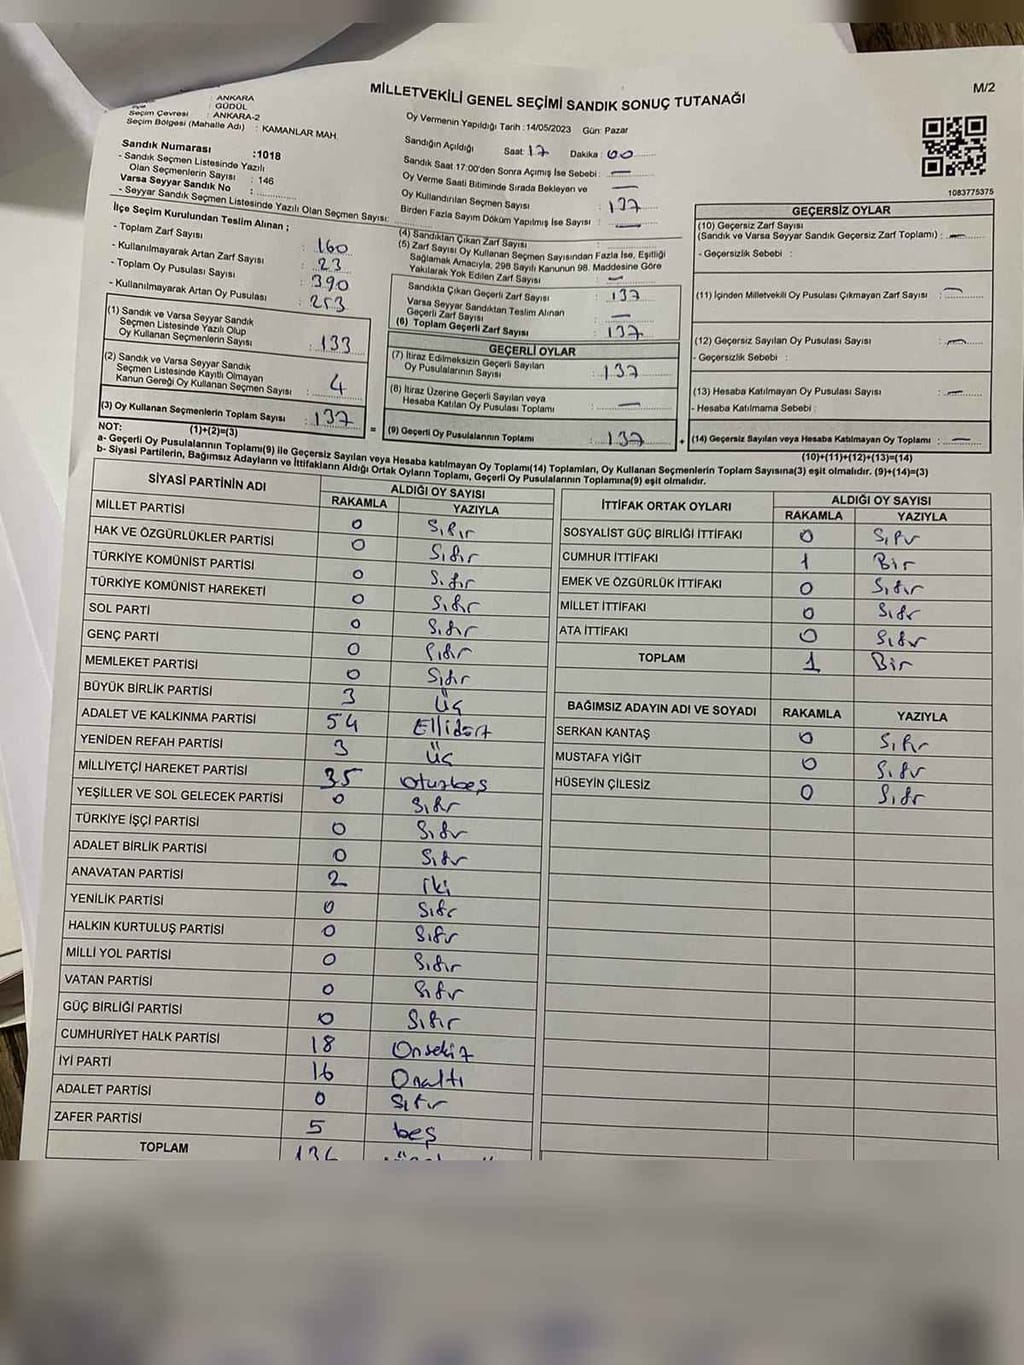 MİLLETVEKİLİ GENEL SEÇİMİ SANDIK SONUÇ TUTANAĞI
M/2
: ANKARA
: GÜDÜL
Seçim Çevresi : ANKARA-2
Seçim Bölgesi (Mahalle Adı) : KAMANLAR MAH.
Sandık Numarası :1018
- Sandık Seçmen Listesinde Yazılı
Olan Seçmenlerin Sayısı : 146
Varsa Seyyar Sandık No :
- Seyyar Sandık Seçmen Listesinde Yazılı Olan Seçmen Sayısı:
Oy Vermenin Yapıldığı Tarih :14/05/2023 Gün: Pazar
Sandığın Açıldığı Saat: 17 Dakika : 00
Sandık Saat 17:00'den Sonra Açımış İse Sebebi : —
Oy Verme Saati Bitiminde Sırada Bekleyen ve —
Oy Kullandırılan Seçmen Sayısı : 137
Birden Fazla Sayım Döküm Yapılmış İse Sayısı : —
1083775375
İlçe Seçim Kurulundan Teslim Alınan ;
- Toplam Zarf Sayısı : 160
- Kullanılmayarak Artan Zarf Sayısı : 23
- Toplam Oy Pusulası Sayısı : 390
- Kullanılmayarak Artan Oy Pusulası : 253
(1) Sandık ve Varsa Seyyar Sandık
Seçmen Listesinde Yazılı Olup
Oy Kullanan Seçmenlerin Sayısı : 133
(2) Sandık ve Varsa Seyyar Sandık
Seçmen Listesinde Kayıtlı Olmayan
Kanun Gereği Oy Kullanan Seçmen Sayısı : 4
(3) Oy Kullanan Seçmenlerin Toplam Sayısı : 137
(1)+(2)=(3)
(4) Sandıktan Çıkan Zarf Sayısı :
(5) Zarf Sayısı Oy Kullanan Seçmen Sayısından Fazla İse, Eşitliği
Sağlamak Amacıyla, 298 Sayılı Kanunun 98. Maddesine Göre
Yakılarak Yok Edilen Zarf Sayısı : —
Sandıkta Çıkan Geçerli Zarf Sayısı : 137
Varsa Seyyar Sandıktan Teslim Alınan
Geçerli Zarf Sayısı : —
(6) Toplam Geçerli Zarf Sayısı : 137
GEÇERLİ OYLAR
(7) İtiraz Edilmeksizin Geçerli Sayılan
Oy Pusulalarının Sayısı : 137
(8) İtiraz Üzerine Geçerli Sayılan veya
Hesaba Katılan Oy Pusulası Toplamı : —
= (9) Geçerli Oy Pusulalarının Toplamı : 137 +
GEÇERSİZ OYLAR
(10) Geçersiz Zarf Sayısı
(Sandık ve Varsa Seyyar Sandık Geçersiz Zarf Toplamı) : —
- Geçersizlik Sebebi :
(11) İçinden Milletvekili Oy Pusulası Çıkmayan Zarf Sayısı : —
(12) Geçersiz Sayılan Oy Pusulası Sayısı : —
- Geçersizlik Sebebi :
(13) Hesaba Katılmayan Oy Pusulası Sayısı : —
- Hesaba Katılmama Sebebi :
(14) Geçersiz Sayılan veya Hesaba Katılmayan Oy Toplamı : —
(10)+(11)+(12)+(13)=(14)
NOT:
a- Geçerli Oy Pusulalarının Toplamı(9) ile Geçersiz Sayılan veya Hesaba katılmayan Oy Toplamı(14) Toplamları, Oy Kullanan Seçmenlerin Toplam Sayısına(3) eşit olmalıdır. (9)+(14)=(3)
b- Siyasi Partilerin, Bağımsız Adayların ve İttifakların Aldığı Ortak Oyların Toplamı, Geçerli Oy Pusulalarının Toplamına(9) eşit olmalıdır.
SİYASİ PARTİNİN ADI ALDIĞI OY SAYISI
RAKAMLA YAZIYLA
MİLLET PARTİSİ 0 Sıfır
HAK VE ÖZGÜRLÜKLER PARTİSİ 0 Sıfır
TÜRKİYE KOMÜNİST PARTİSİ 0 Sıfır
TÜRKİYE KOMÜNİST HAREKETİ 0 Sıfır
SOL PARTİ 0 Sıfır
GENÇ PARTİ 0 Sıfır
MEMLEKET PARTİSİ 0 Sıfır
BÜYÜK BİRLİK PARTİSİ 3 Üç
ADALET VE KALKINMA PARTİSİ 54 Ellidört
YENİDEN REFAH PARTİSİ 3 Üç
MİLLİYETÇİ HAREKET PARTİSİ 35 Otuzbeş
YEŞİLLER VE SOL GELECEK PARTİSİ 0 Sıfır
TÜRKİYE İŞÇİ PARTİSİ 0 Sıfır
ADALET BİRLİK PARTİSİ 0 Sıfır
ANAVATAN PARTİSİ 2 İki
YENİLİK PARTİSİ 0 Sıfır
HALKIN KURTULUŞ PARTİSİ 0 Sıfır
MİLLİ YOL PARTİSİ 0 Sıfır
VATAN PARTİSİ 0 Sıfır
GÜÇ BİRLİĞİ PARTİSİ 0 Sıfır
CUMHURİYET HALK PARTİSİ 18 Onsekiz
İYİ PARTİ 16 Onaltı
ADALET PARTİSİ 0 Sıfır
ZAFER PARTİSİ 5 beş
TOPLAM 136
İTTİFAK ORTAK OYLARI ALDIĞI OY SAYISI
RAKAMLA YAZIYLA
SOSYALİST GÜÇ BİRLİĞİ İTTİFAKI 0 Sıfır
CUMHUR İTTİFAKI 1 Bir
EMEK VE ÖZGÜRLÜK İTTİFAKI 0 Sıfır
MİLLET İTTİFAKI 0 Sıfır
ATA İTTİFAKI 0 Sıfır
TOPLAM 1 Bir
BAĞIMSIZ ADAYIN ADI VE SOYADI RAKAMLA YAZIYLA
SERKAN KANTAŞ 0 Sıfır
MUSTAFA YİĞİT 0 Sıfır
HÜSEYİN ÇİLESİZ 0 Sıfır